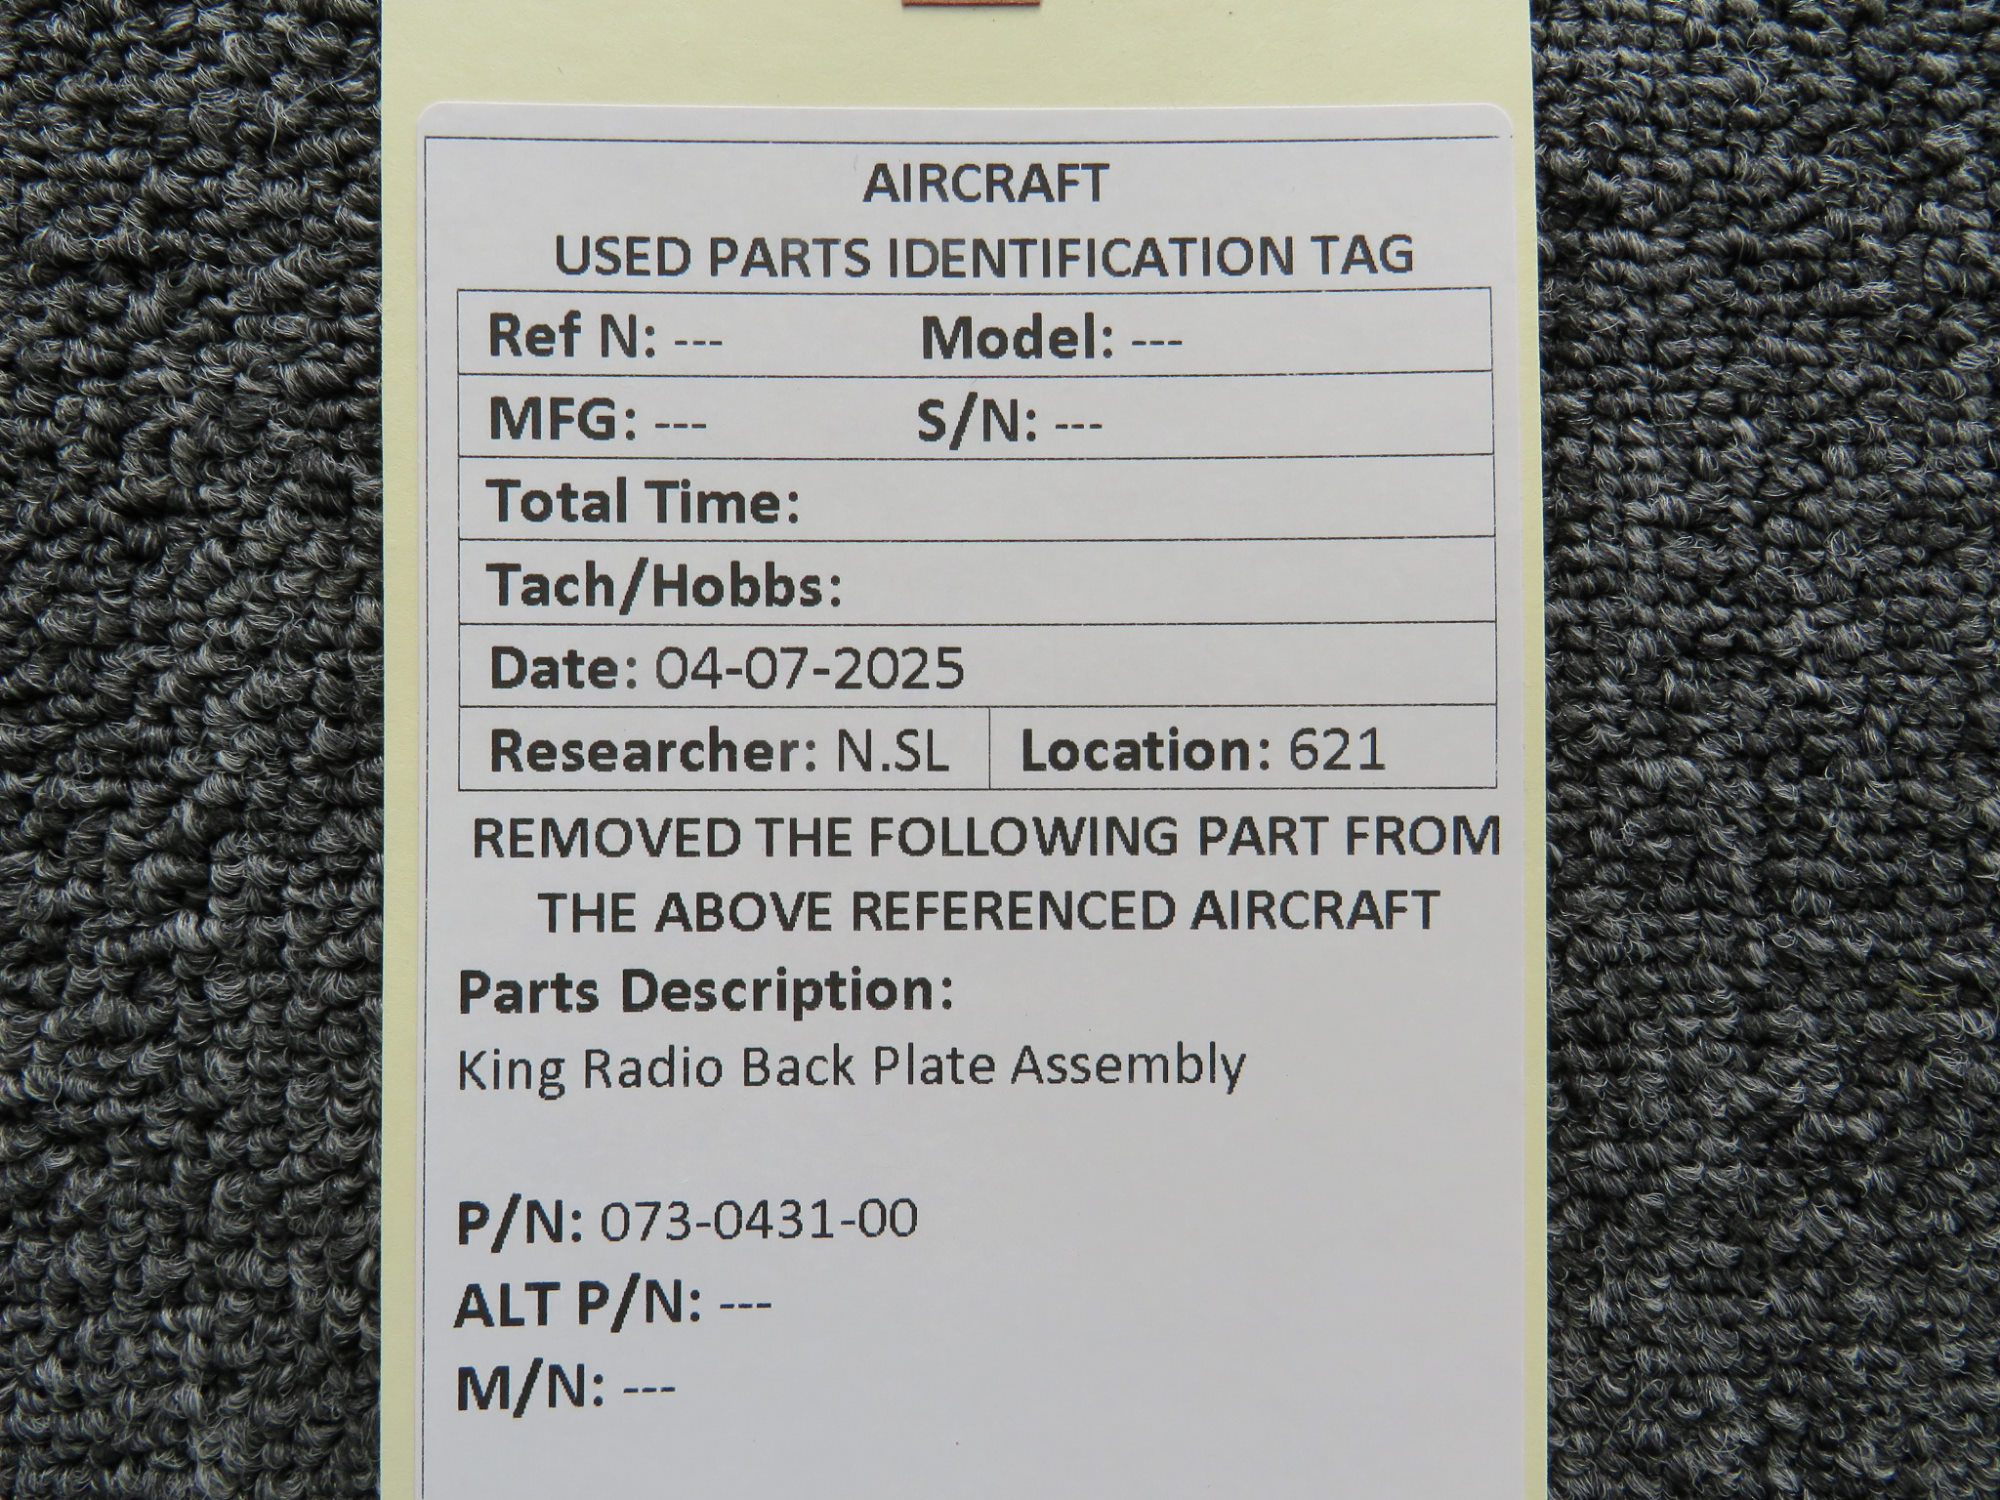 AIRCRAFT
USED PARTS IDENTIFICATION TAG
Ref N: --- Model: ---
MFG: --- S/N: ---
Total Time:
Tach/Hobbs:
Date: 04-07-2025
Researcher: N.SL Location: 621
REMOVED THE FOLLOWING PART FROM
THE ABOVE REFERENCED AIRCRAFT
Parts Description:
King Radio Back Plate Assembly
P/N: 073-0431-00
ALT P/N: ---
M/N: ---